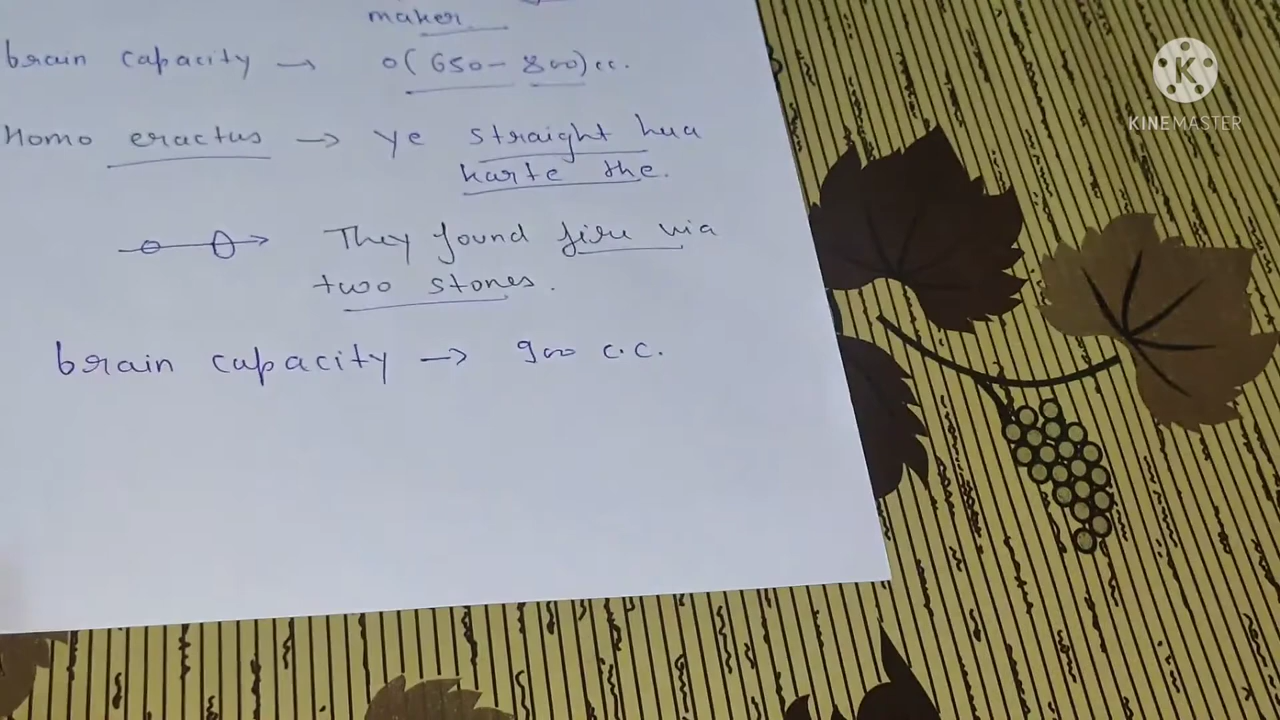 maker
brain capacity → o(650-800)cc.
Homo eractus → ye straight hua
karte the.
They found fire via
two stones.
brain capacity → 900 c.c.
K
KINEMASTER